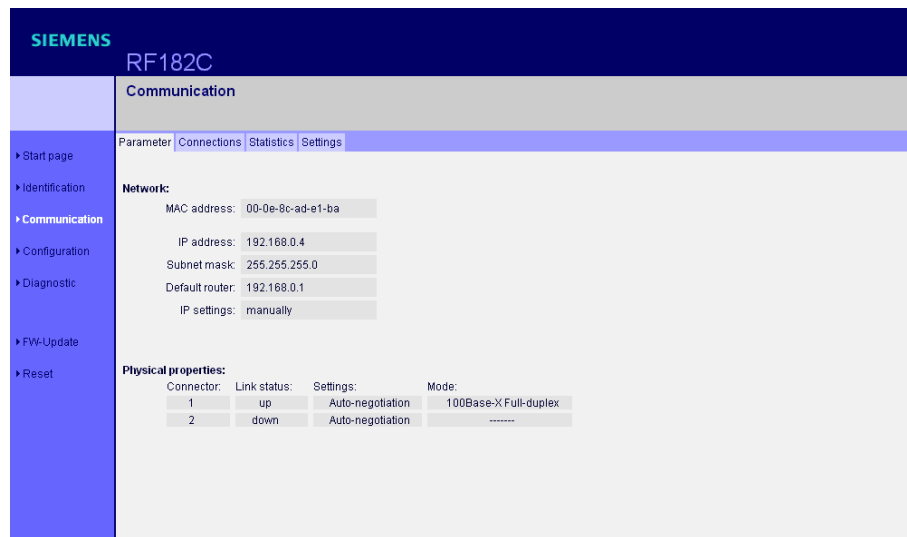 SIEMENS
RF182C
Communication
Parameter Connections Statistics Settings
Start page
Identification
Communication
Configuration
Diagnostic
FW-Update
Reset
Network:
MAC address: 00-0e-8c-ad-e1-ba
IP address: 192.168.0.4
Subnet mask: 255.255.255.0
Default router: 192.168.0.1
IP settings: manually
Physical properties:
Connector: Link status: Settings: Mode:
1 up Auto-negotiation 100Base-X Full-duplex
2 down Auto-negotiation -------